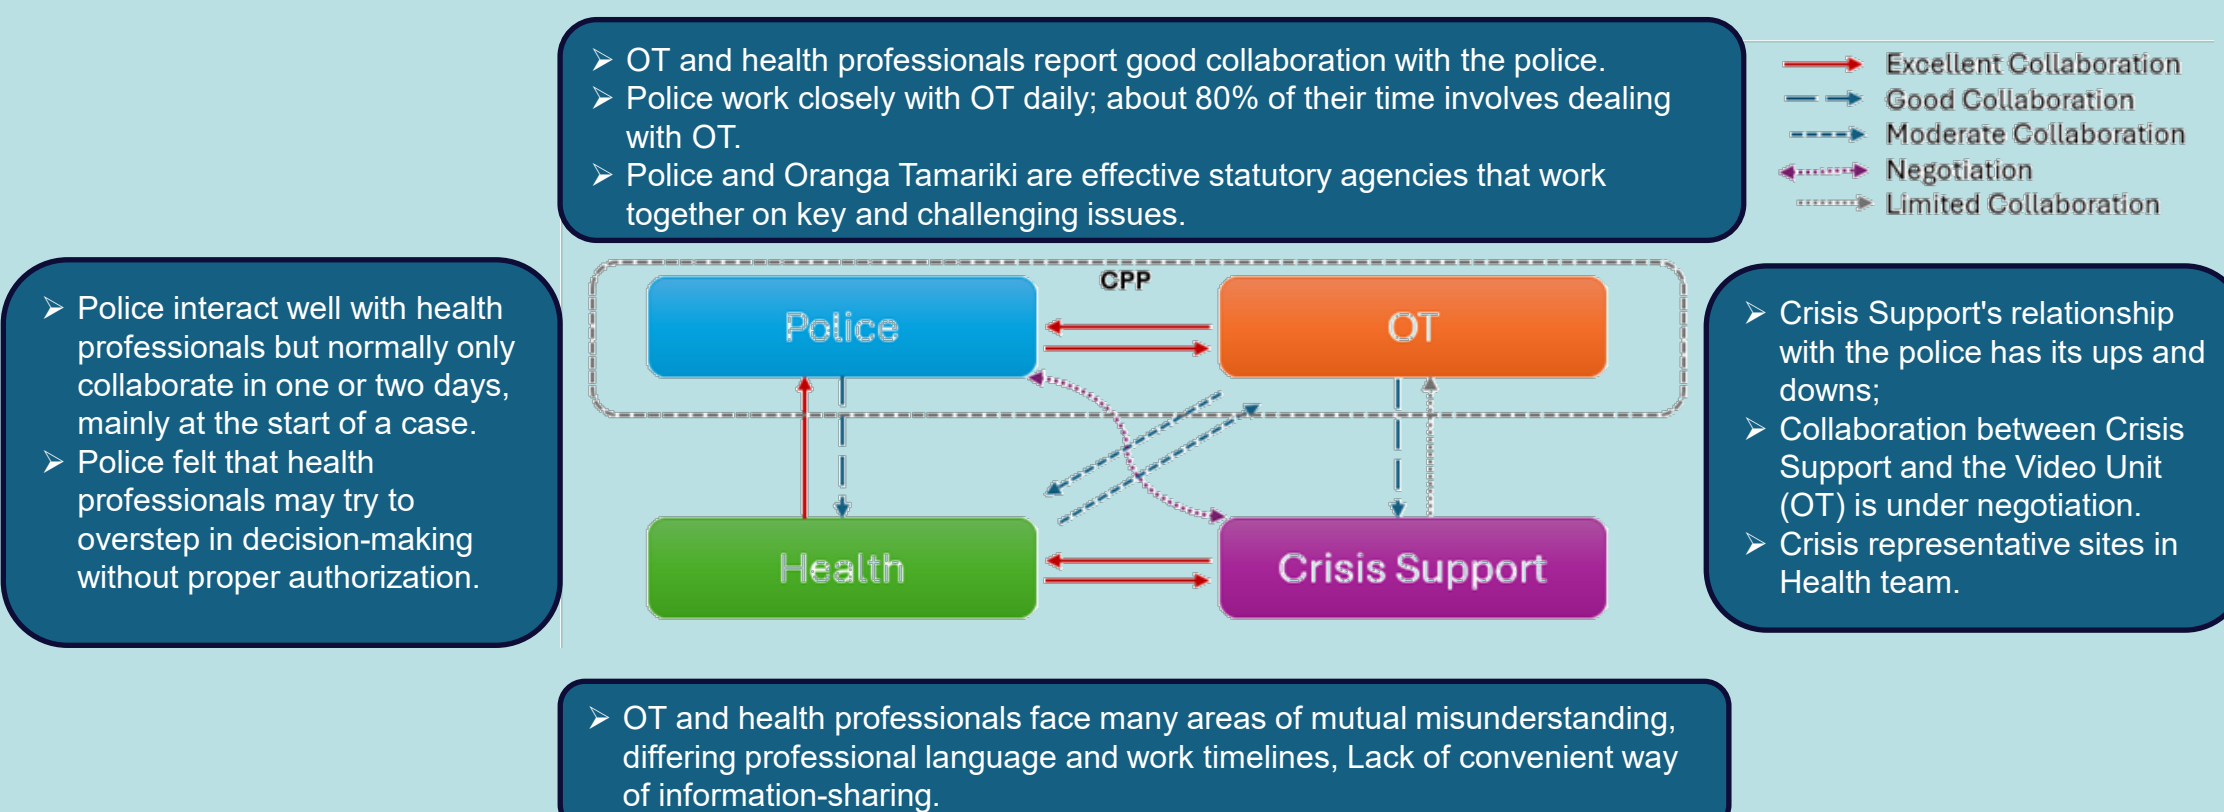 ➢ OT and health professionals report good collaboration with the police.
➢ Police work closely with OT daily; about 80% of their time involves dealing
with OT.
➢ Police and Oranga Tamariki are effective statutory agencies that work
together on key and challenging issues.
Excellent Collaboration
Good Collaboration
Moderate Collaboration
Negotiation
Limited Collaboration
➢ Police interact well with health
professionals but normally only
collaborate in one or two days,
mainly at the start of a case.
➢ Police felt that health
professionals may try to
overstep in decision-making
without proper authorization.
CPP
Police
OT
Health
Crisis Support
➢ Crisis Support's relationship
with the police has its ups and
downs;
➢ Collaboration between Crisis
Support and the Video Unit
(OT) is under negotiation.
➢ Crisis representative sites in
Health team.
➢ OT and health professionals face many areas of mutual misunderstanding,
differing professional language and work timelines, Lack of convenient way
of information-sharing.